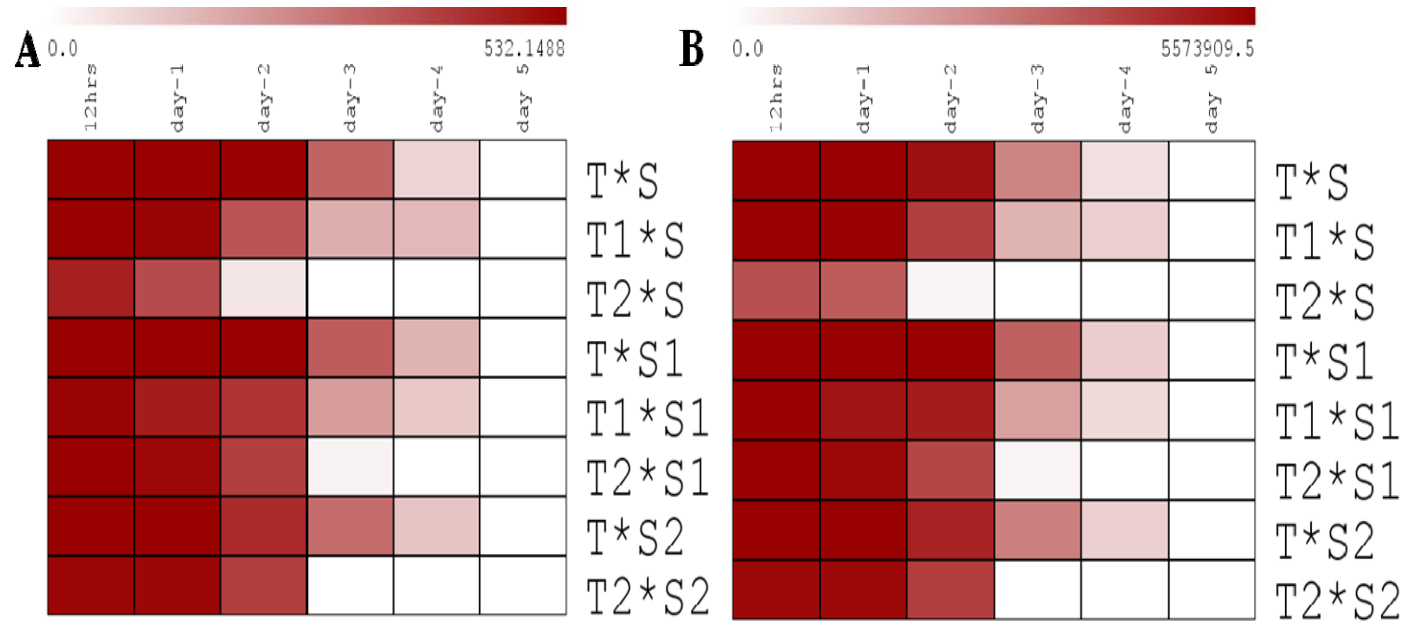 A
0.0 532.1488
12hrs day-1 day-2 day-3 day-4 day 5
T*S
T1*S
T2*S
T*S1
T1*S1
T2*S1
T*S2
T2*S2
B
0.0 5573909.5
12hrs day-1 day-2 day-3 day-4 day 5
T*S
T1*S
T2*S
T*S1
T1*S1
T2*S1
T*S2
T2*S2